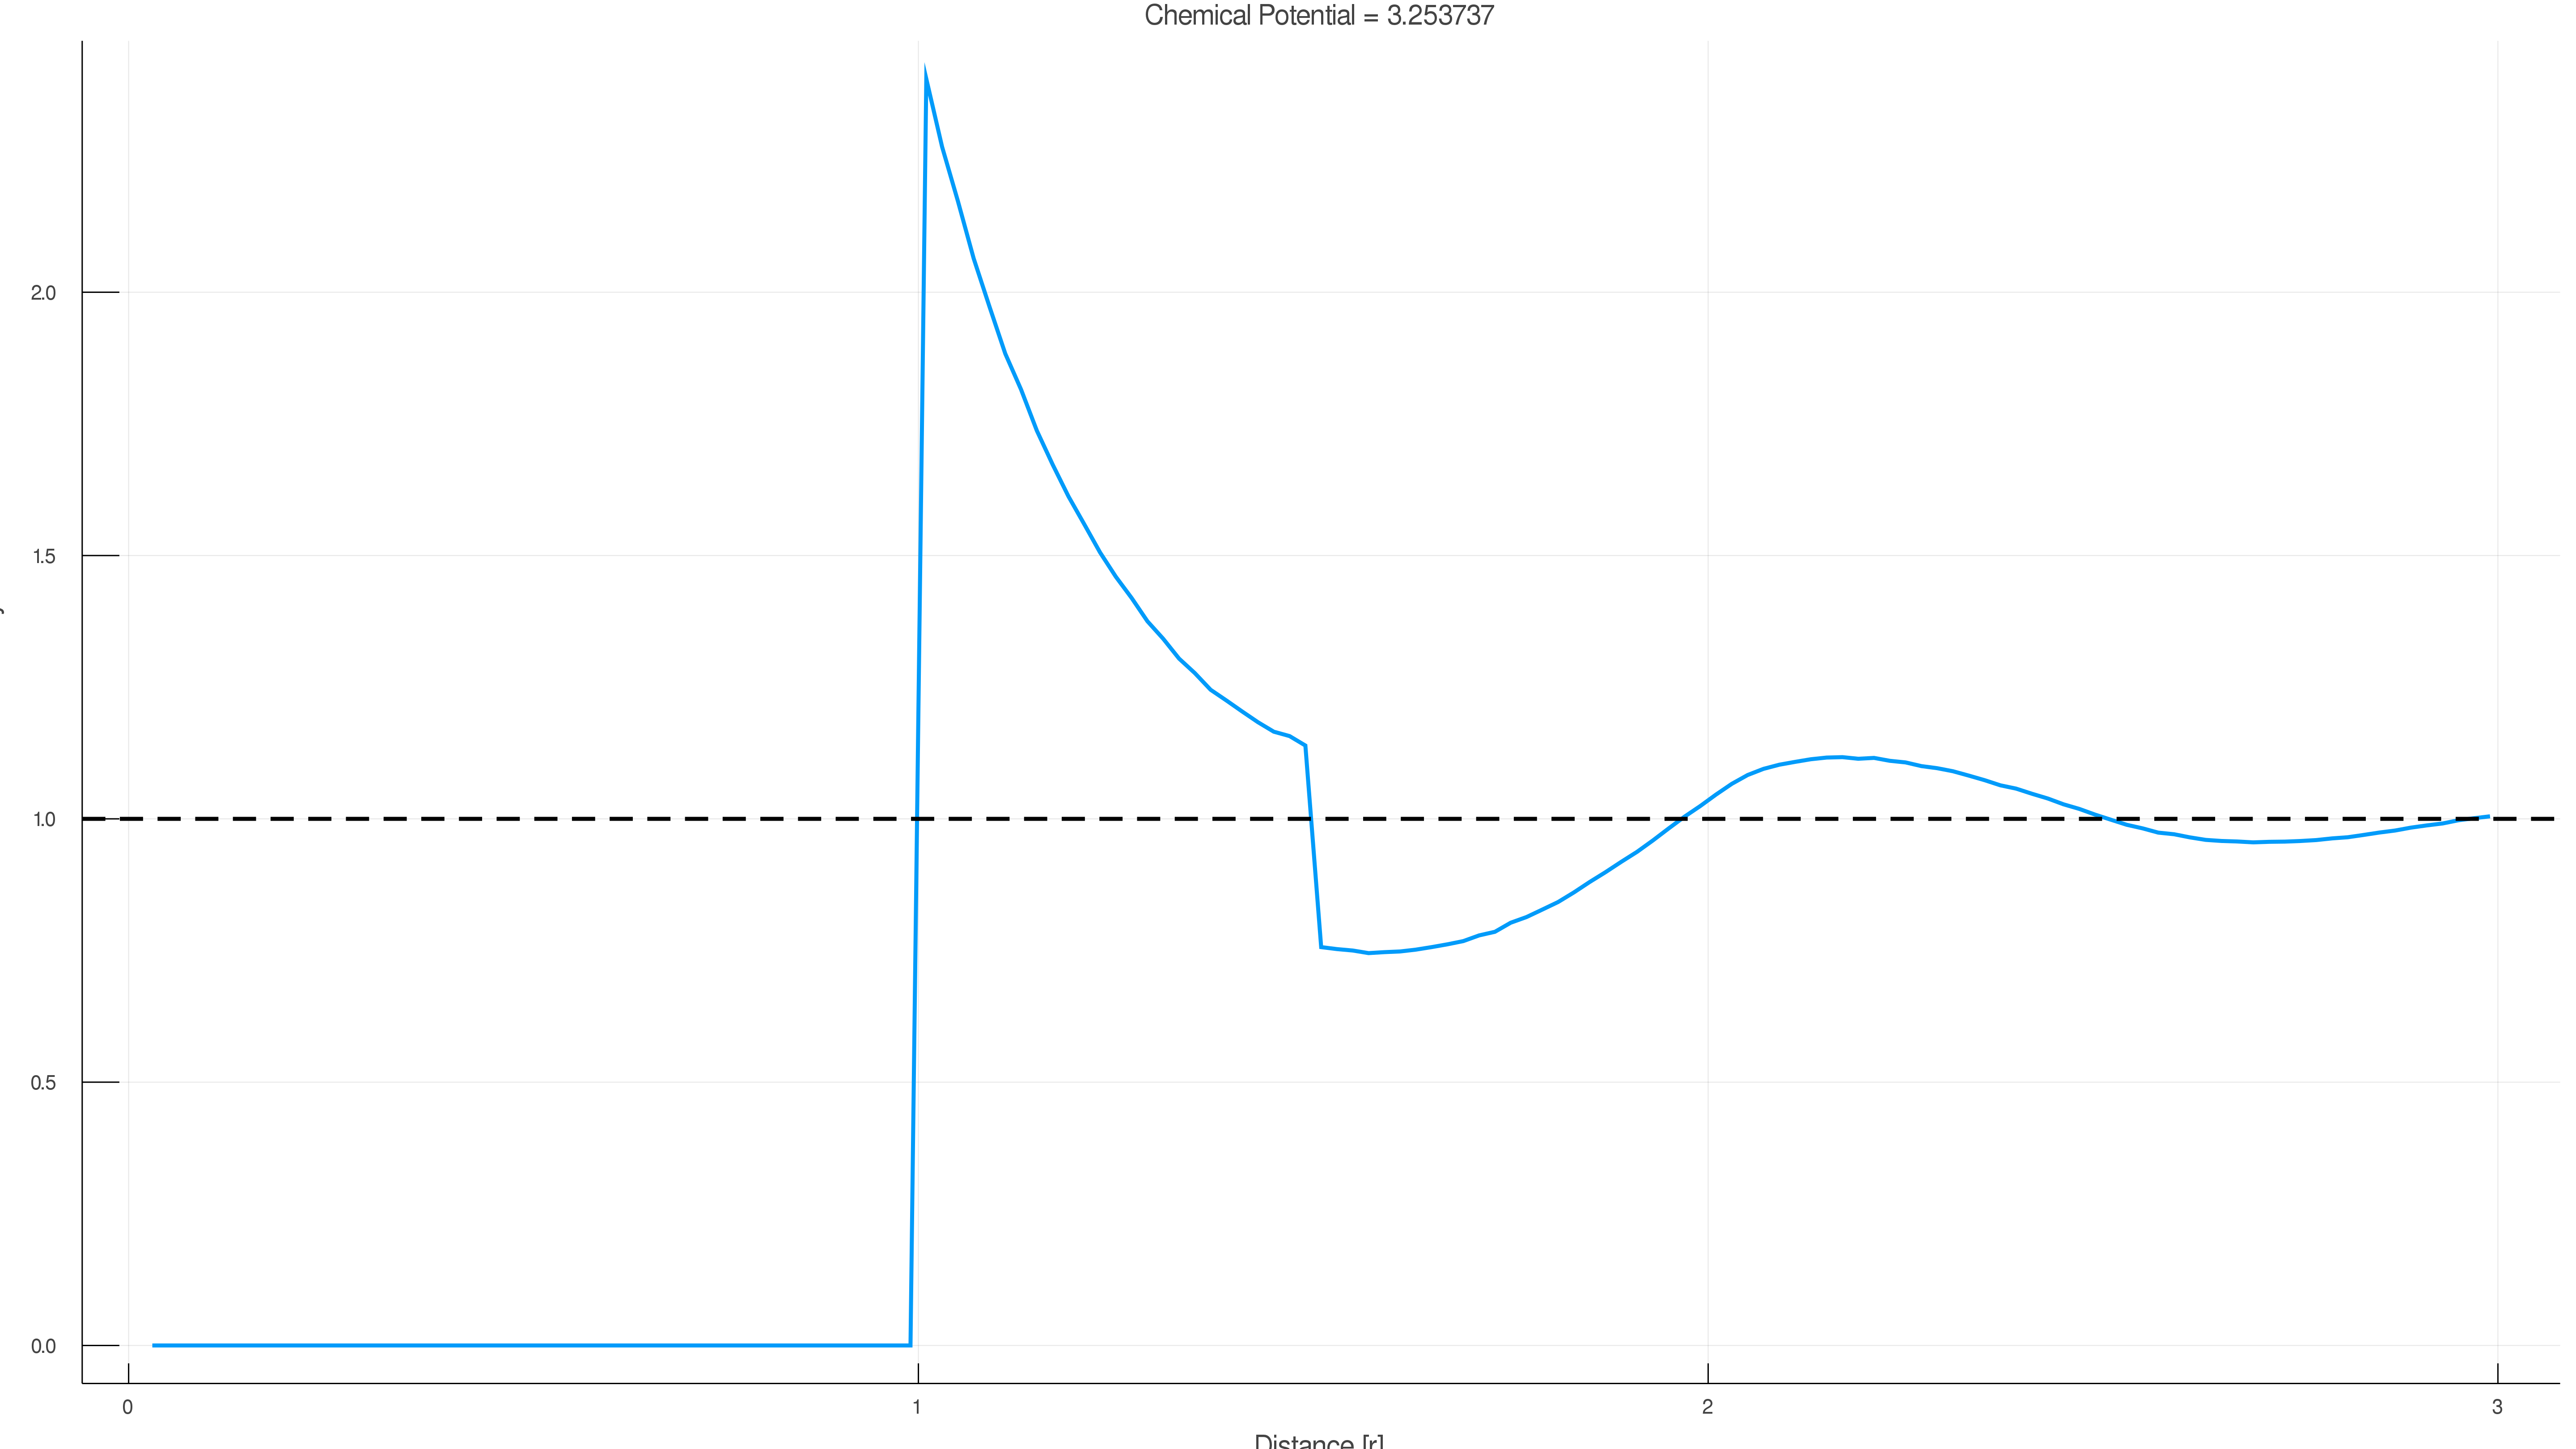 Chemical Potential = 3.253737
2.0
1.5
1.0
0.5
0.0
0 1 2 3
Distance [r]